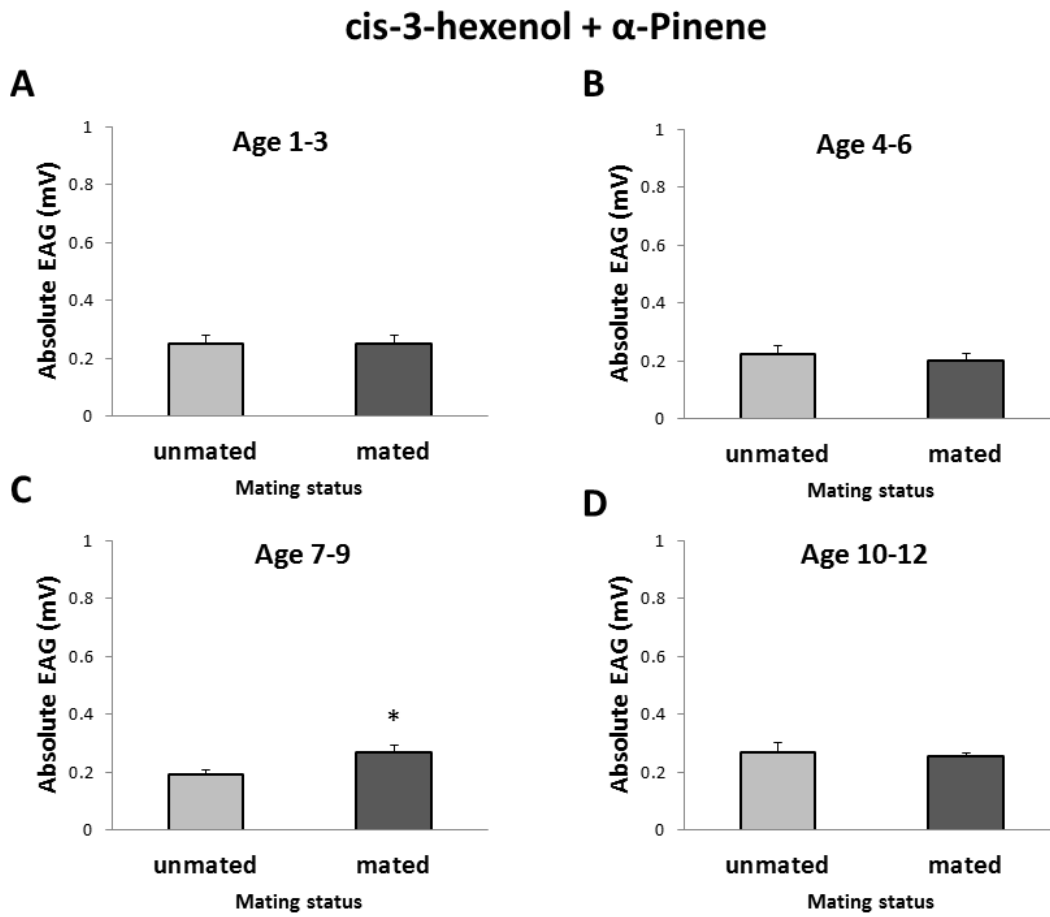 cis-3-hexenol + α-Pinene
A
Age 1-3
Absolute EAG (mV)
1
0.8
0.6
0.4
0.2
0
unmated mated
Mating status
B
Age 4-6
Absolute EAG (mV)
1
0.8
0.6
0.4
0.2
0
unmated mated
Mating status
C
Age 7-9
Absolute EAG (mV)
1
0.8
0.6
0.4
0.2
0
*
unmated mated
Mating status
D
Age 10-12
Absolute EAG (mV)
1
0.8
0.6
0.4
0.2
0
unmated mated
Mating status